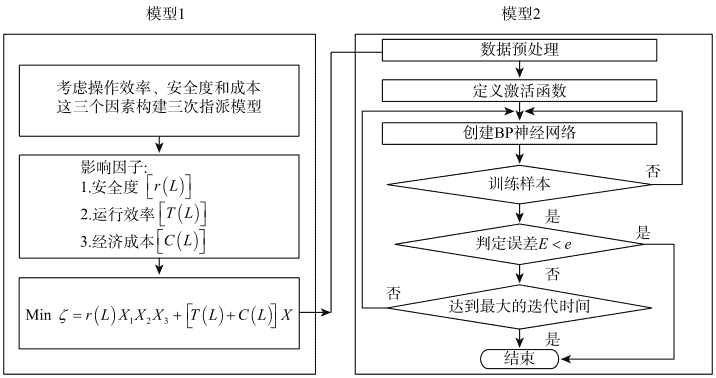 模型1
考虑操作效率、安全度和成本
这三个因素构建三次指派模型
影响因子:
1.安全度[r(L)]
2.运行效率[T(L)]
3.经济成本[C(L)]
Min ζ = r(L)X₁X₂X₃ + [T(L) + C(L)]X
模型2
数据预处理
定义激活函数
创建BP神经网络
训练样本
否
是
判定误差E < e
是
否
达到最大的迭代时间
否
是
结束